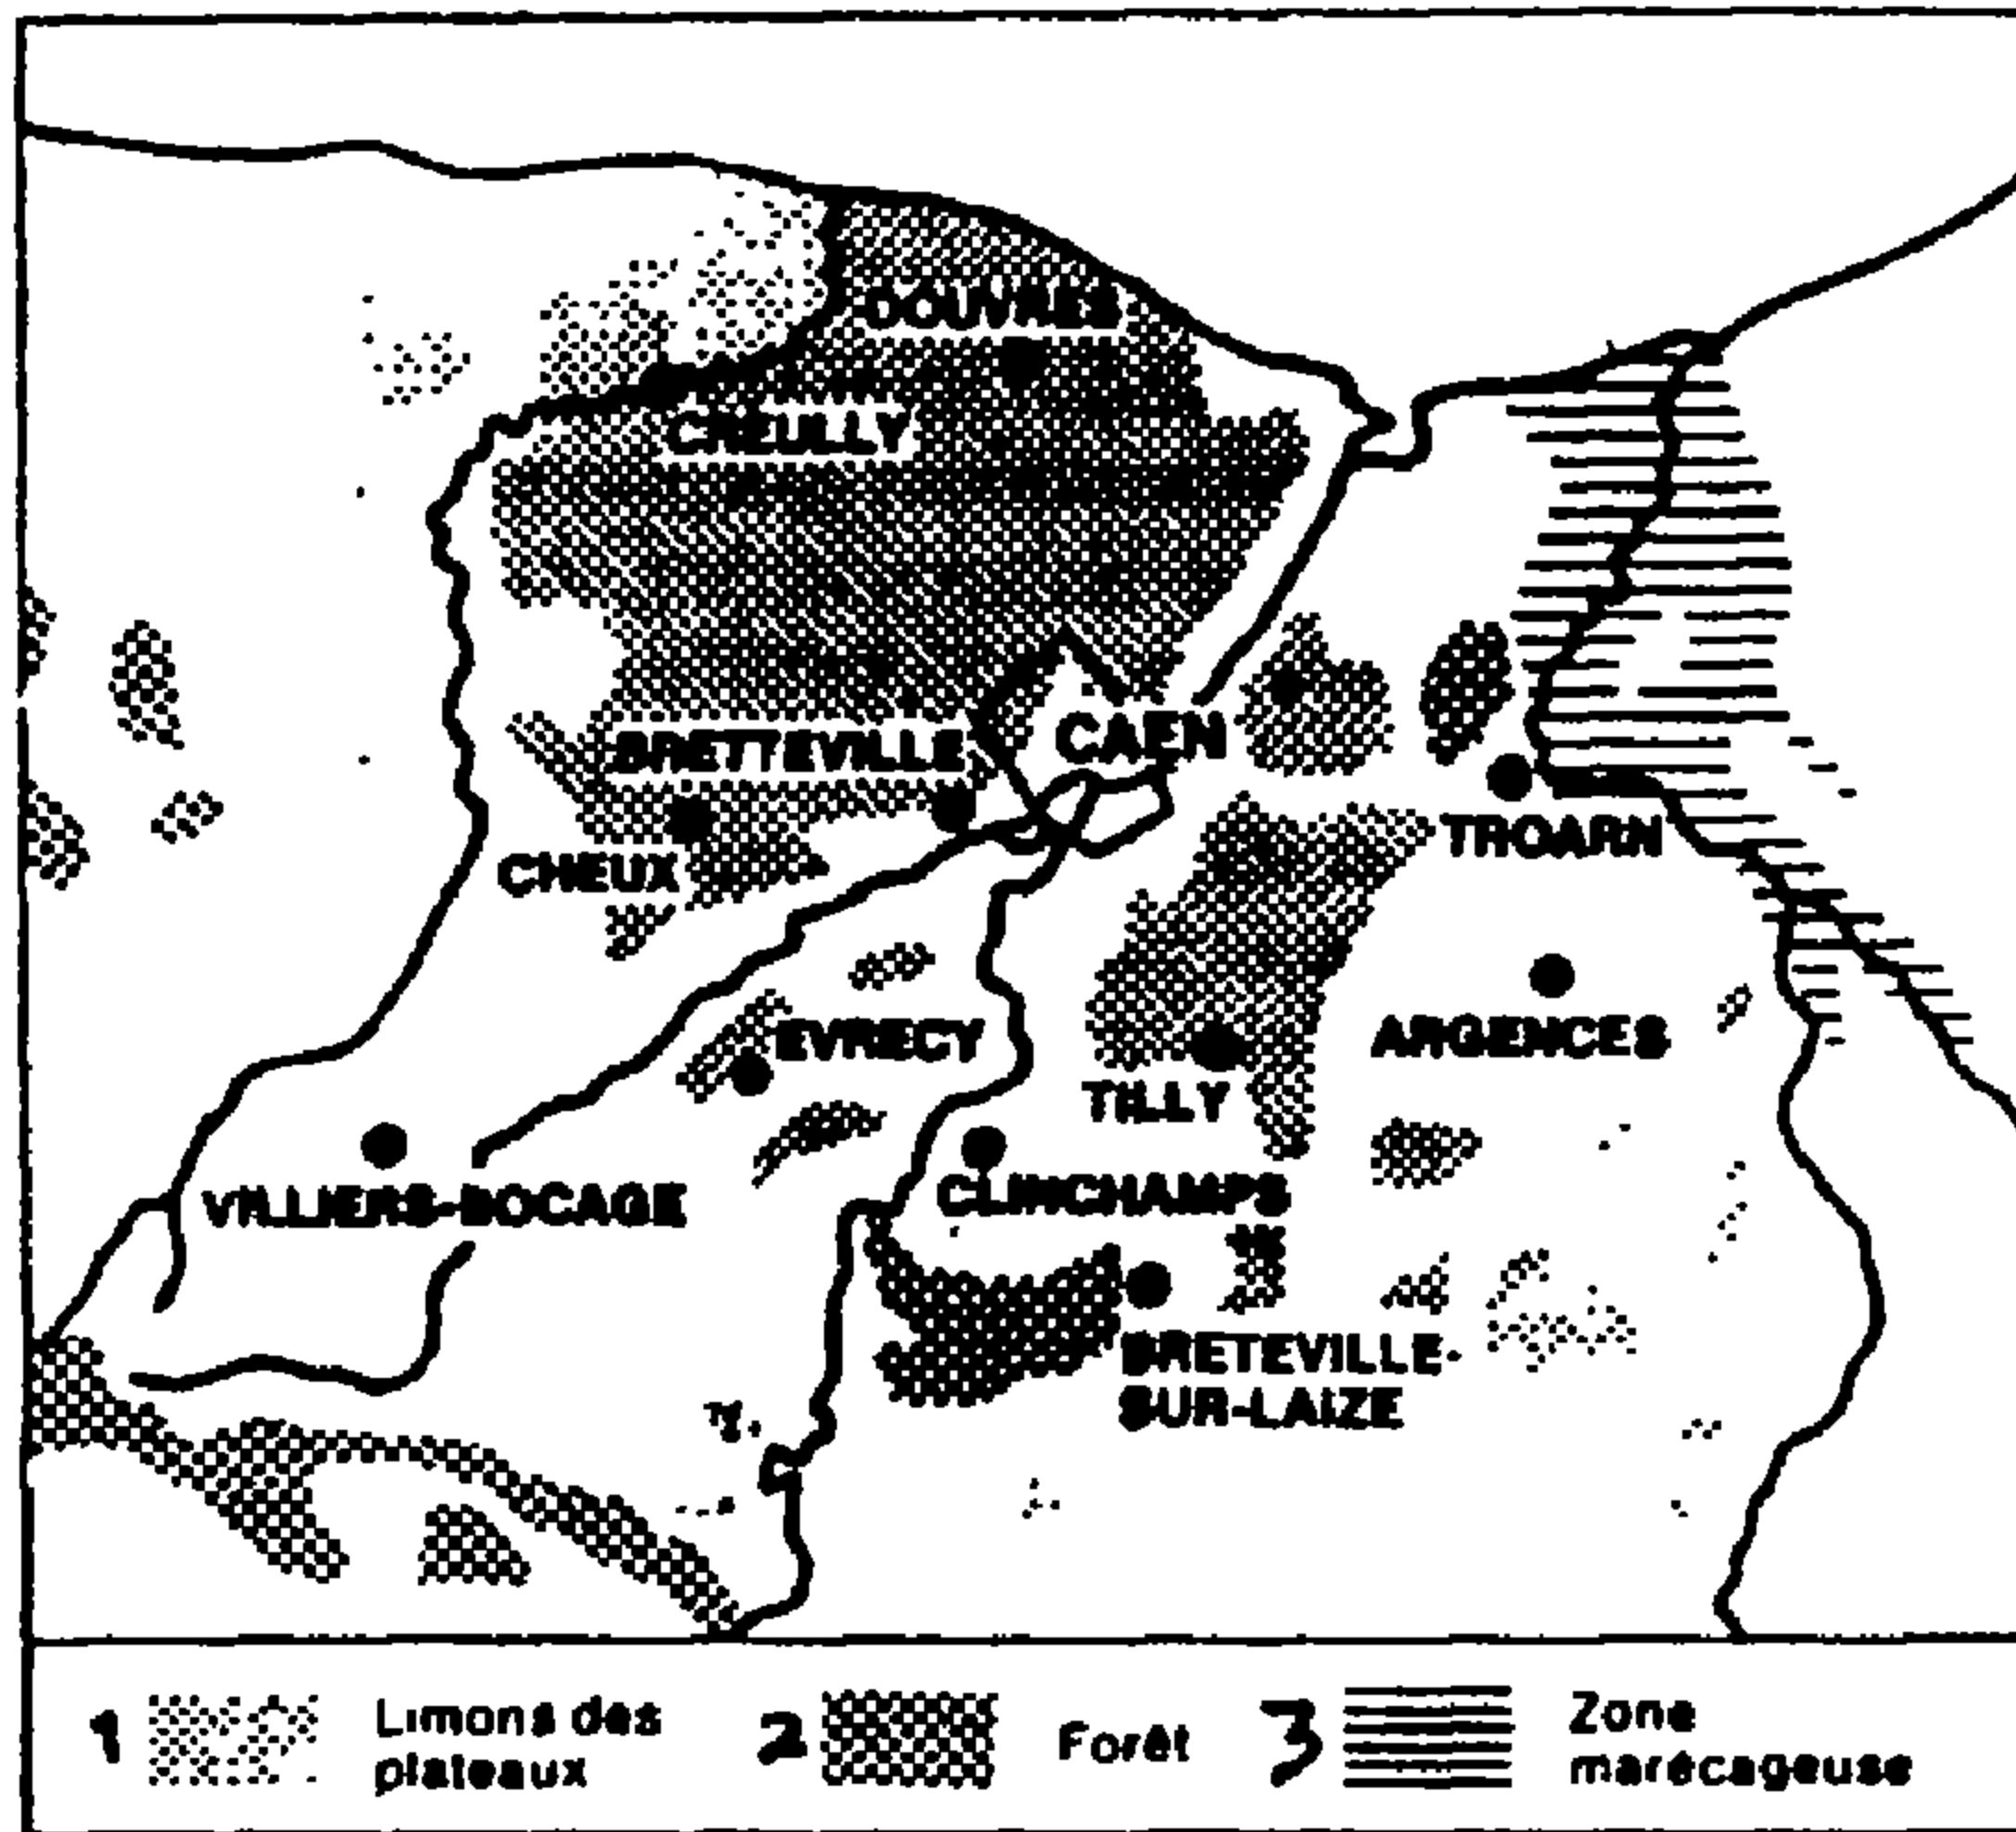 DOUVRES
CREULLY
CAEN
BRETTEVILLE
TROARN
CHEUX
EVRECY
ARGENCES
TILLY
VILLIERS-BOCAGE
CLINCHAMPS
BRETEVILLE-
SUR-LAIZE
1 Limons des
plateaux
2 Forêt
3 Zone
marécageuse